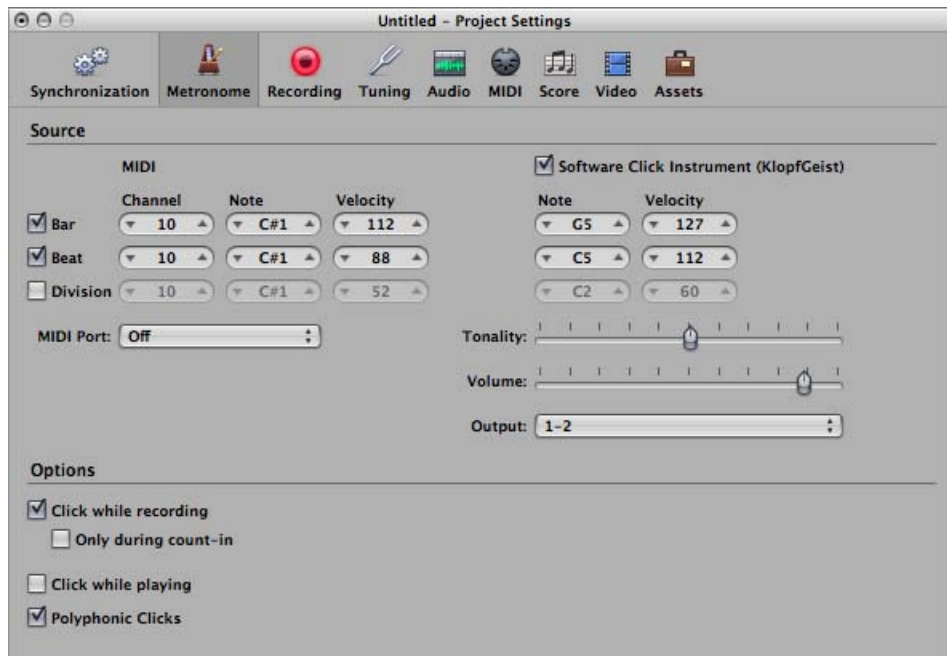 Untitled – Project Settings
Synchronization Metronome Recording Tuning Audio MIDI Score Video Assets
Source
MIDI
Software Click Instrument (KlopfGeist)
Channel Note Velocity Note Velocity
Bar 10 C#1 112 G5 127
Beat 10 C#1 88 C5 112
Division 10 C#1 52 C2 60
MIDI Port: Off Tonality:
Volume:
Output: 1-2
Options
Click while recording
Only during count-in
Click while playing
Polyphonic Clicks